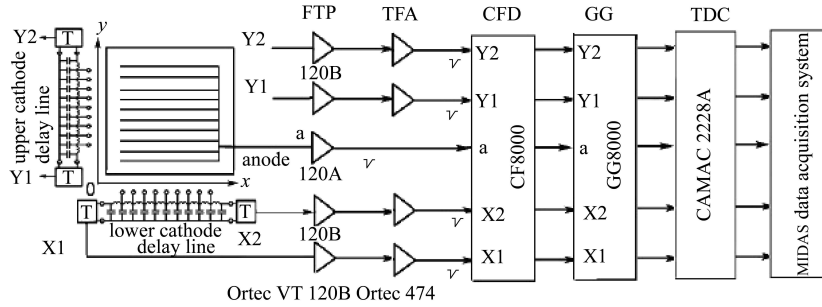 FTP TFA CFD GG TDC
Y2 T
y
Y2 ν Y2 Y2
120B
Y1 ν Y1 Y1
upper cathode
delay line
a ν a a
anode 120A
Y1 T
0 x
T T X2 ν X2 X2
lower cathode
delay line
X1 X2 120B
ν X1 X1
CF8000
GG8000
CAMAC 2228A
MIDAS data acquisition system
Ortec VT 120B Ortec 474